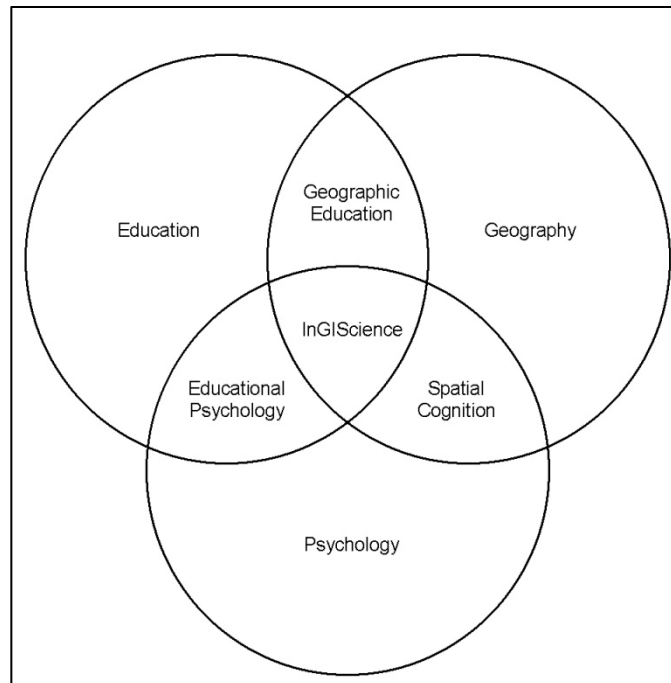 Geographic
Education
Education
Geography
InGIScience
Educational
Psychology
Spatial
Cognition
Psychology